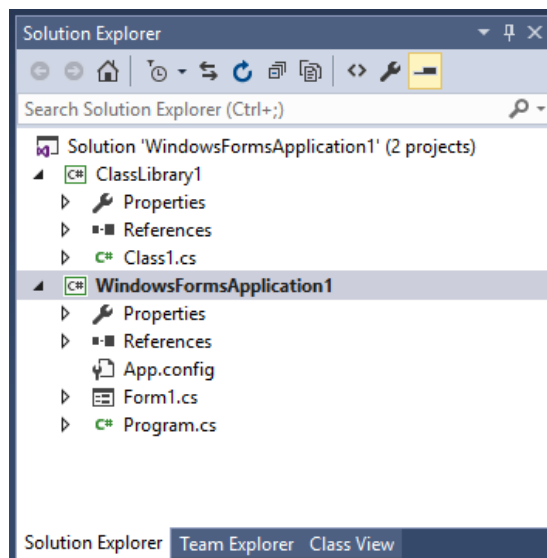 Solution Explorer
Search Solution Explorer (Ctrl+;)
Solution 'WindowsFormsApplication1' (2 projects)
C# ClassLibrary1
Properties
References
C# Class1.cs
C# WindowsFormsApplication1
Properties
References
App.config
Form1.cs
C# Program.cs
Solution Explorer Team Explorer Class View